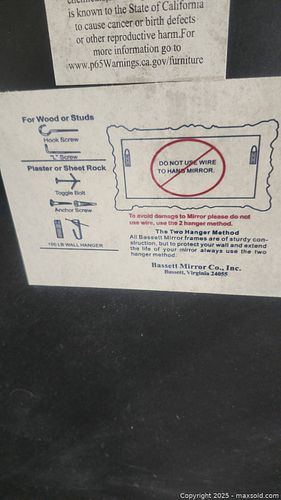 is known to the State of California
to cause cancer or birth defects
or other reproductive harm.For
more information go to
www.p65Warnings.ca.gov/furniture
For Wood or Studs
Hook Screw
"L" Screw
Plaster or Sheet Rock
Toggle Bolt
Anchor Screw
100 LB WALL HANGER
DO NOT USE WIRE
TO HANG MIRROR.
To avoid damage to Mirror please do not
use wire, use the 2 hanger method.
The Two Hanger Method
All Bassett Mirror frames are of sturdy con-
struction, but to protect your wall and extend
the life of your mirror always use the two
hanger method.
Bassett Mirror Co., Inc.
Bassett, Virginia 24055
Copyright © 2025 - maxsold.com